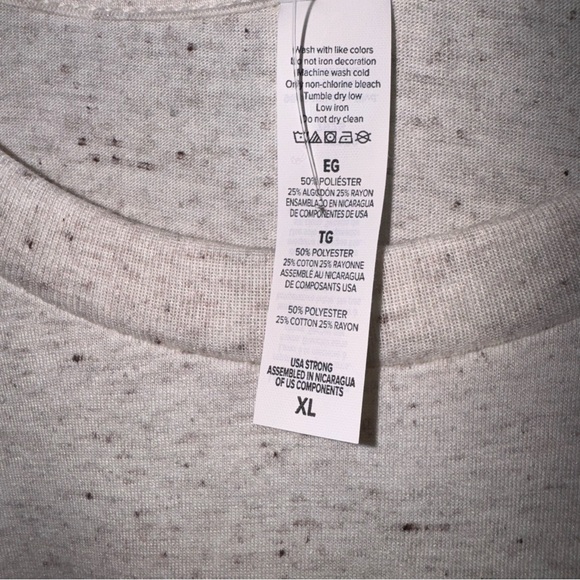 Wash with like colors
Do not iron decoration
Machine wash cold
Only non-chlorine bleach
Tumble dry low
Low iron
Do not dry clean
EG
50% POLIÉSTER
25% ALGODÓN 25% RAYON
ENSAMBLADO EN NICARAGUA
DE COMPONENTES DE USA
TG
50% POLYESTER
25% COTON 25% RAYONNE
ASSEMBLÉ AU NICARAGUA
DE COMPOSANTS USA
50% POLYESTER
25% COTTON 25% RAYON
USA STRONG
ASSEMBLED IN NICARAGUA
OF US COMPONENTS
XL